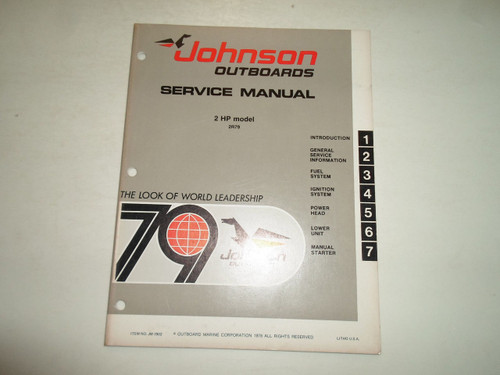 Johnson
OUTBOARDS
SERVICE MANUAL
2 HP model
2R79
INTRODUCTION 1
GENERAL SERVICE INFORMATION 2
FUEL SYSTEM 3
IGNITION SYSTEM 4
POWER HEAD 5
LOWER UNIT 6
MANUAL STARTER 7
THE LOOK OF WORLD LEADERSHIP
79
Johnson
© OUTBOARD MARINE CORPORATION 1978 ALL RIGHTS RESERVED
U.S.A.